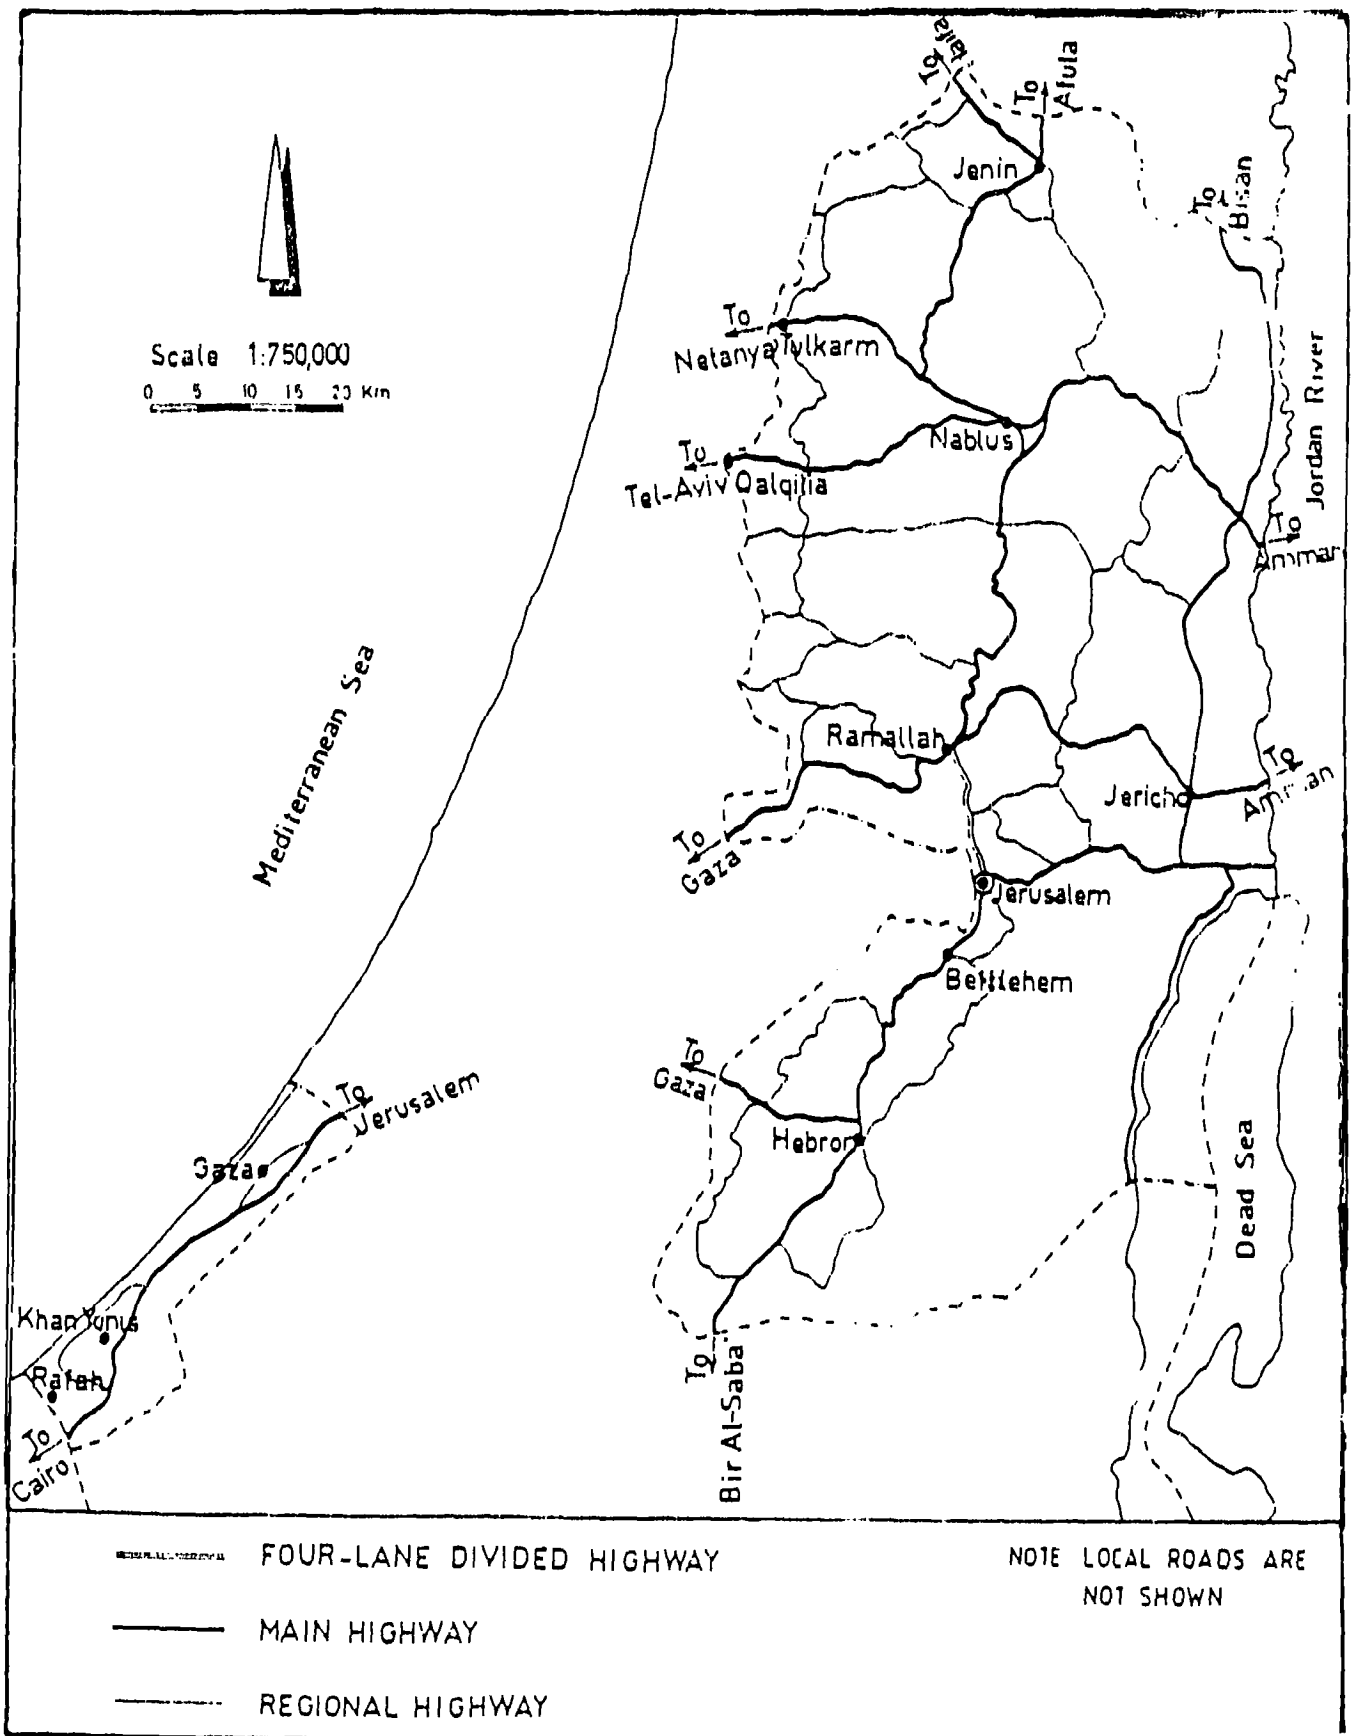 To
Haifa
To
Afula
Jenin
To
Bisan
Scale 1:750,000
0 5 10 15 20 Km
To
Netanya
Tulkarm
Nablus
Jordan River
To
Tel-Aviv
Qalqilia
To
Amman
Mediterranean Sea
Ramallah
To
Amman
Jericho
To
Gaza
Jerusalem
Bethlehem
To
Gaza
To
Jerusalem
Hebron
Gaza
Dead Sea
Khan Yunis
Rafah
To
Bir Al-Saba
To
Cairo
FOUR-LANE DIVIDED HIGHWAY
MAIN HIGHWAY
REGIONAL HIGHWAY
NOTE LOCAL ROADS ARE
NOT SHOWN